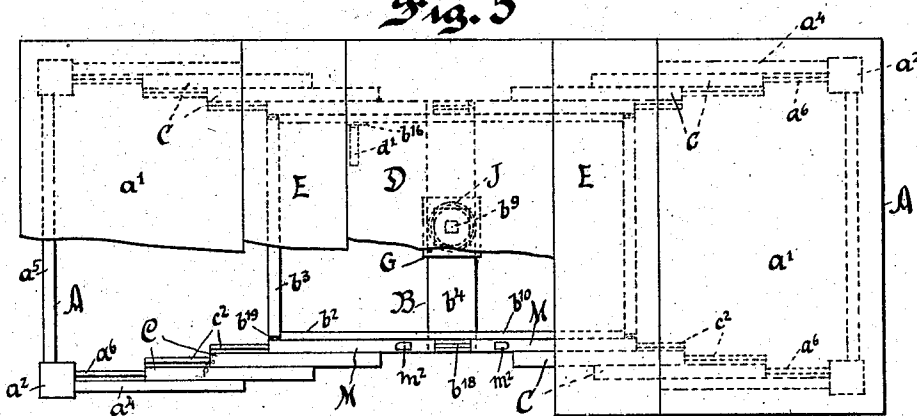 Fig. 5
a⁴
a²
C
C
a⁶
A
a¹
E
d¹
b¹⁶
D
J
b⁹
E
a¹
G
a⁵
A
b³
B
b⁴
b²
b¹⁰
M
b¹⁹
c²
C
c²
a⁶
a⁶
a²
a⁴
M
m²
b¹⁸
m²
C